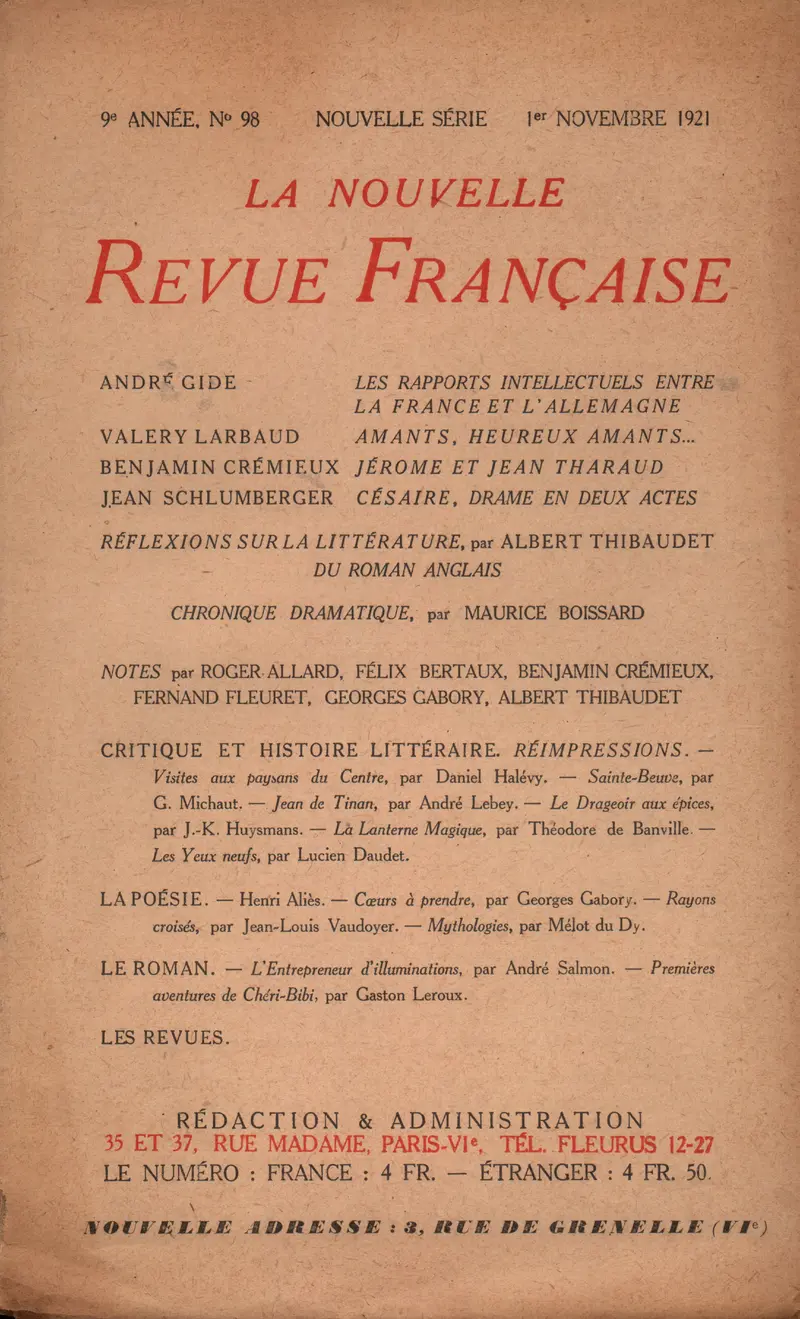 9e ANNÉE, No 98 NOUVELLE SÉRIE 1er NOVEMBRE 1921
LA NOUVELLE
REVUE FRANÇAISE
ANDRÉ GIDE LES RAPPORTS INTELLECTUELS ENTRE
LA FRANCE ET L'ALLEMAGNE
VALERY LARBAUD AMANTS, HEUREUX AMANTS...
BENJAMIN CRÉMIEUX JÉROME ET JEAN THARAUD
JEAN SCHLUMBERGER CÉSAIRE, DRAME EN DEUX ACTES
RÉFLEXIONS SUR LA LITTÉRATURE, par ALBERT THIBAUDET
DU ROMAN ANGLAIS
CHRONIQUE DRAMATIQUE, par MAURICE BOISSARD
NOTES par ROGER ALLARD, FÉLIX BERTAUX, BENJAMIN CRÉMIEUX,
FERNAND FLEURET, GEORGES GABORY, ALBERT THIBAUDET
CRITIQUE ET HISTOIRE LITTÉRAIRE. RÉIMPRESSIONS. —
Visites aux paysans du Centre, par Daniel Halévy. — Sainte-Beuve, par
G. Michaut. — Jean de Tinan, par André Lebey. — Le Drageoir aux épices,
par J.-K. Huysmans. — La Lanterne Magique, par Théodore de Banville. —
Les Yeux neufs, par Lucien Daudet.
LA POÉSIE. — Henri Aliès. — Cœurs à prendre, par Georges Gabory. — Rayons
croisés, par Jean-Louis Vaudoyer. — Mythologies, par Mélot du Dy.
LE ROMAN. — L'Entrepreneur d'illuminations, par André Salmon. — Premières
aventures de Chéri-Bibi, par Gaston Leroux.
LES REVUES.
RÉDACTION & ADMINISTRATION
35 ET 37, RUE MADAME, PARIS-VIe, TÉL. FLEURUS 12-27
LE NUMÉRO : FRANCE : 4 FR. — ÉTRANGER : 4 FR. 50.
NOUVELLE ADRESSE : 3, RUE DE GRENELLE (VIe)